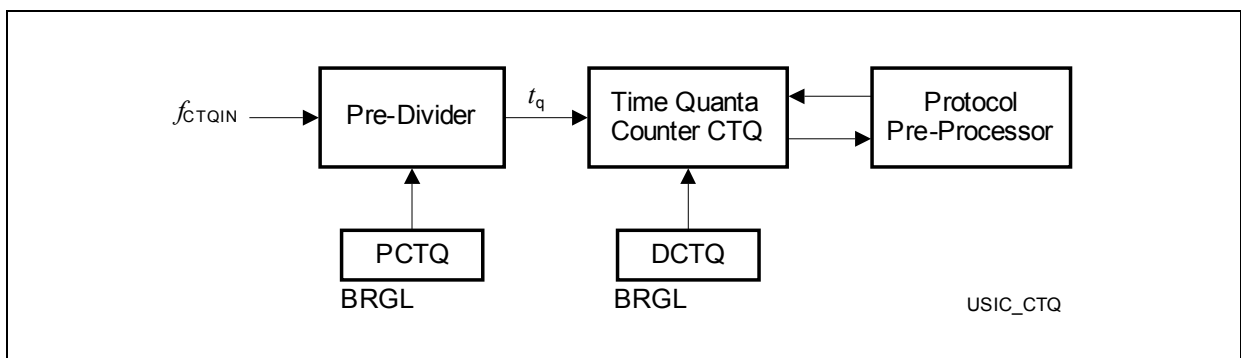 fCTQIN
Pre-Divider
tq
Time Quanta
Counter CTQ
Protocol
Pre-Processor
PCTQ
BRGL
DCTQ
BRGL
USIC_CTQ